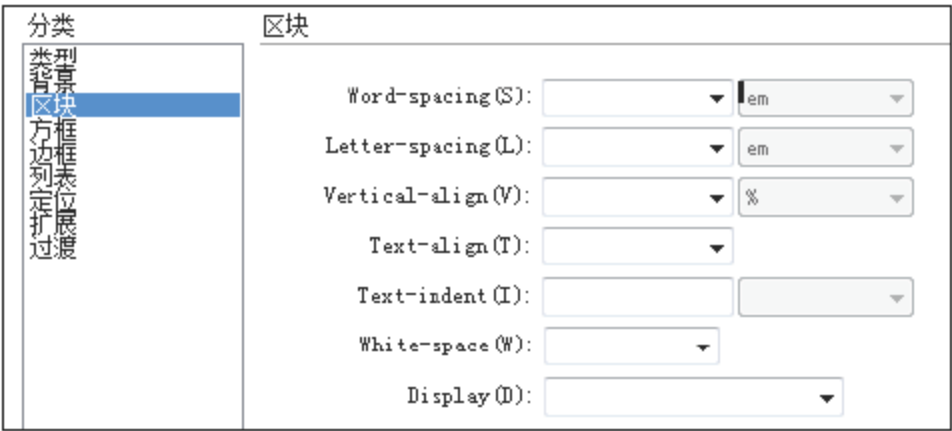 分类
类型
背景
区块
方框
边框
列表
定位
扩展
过渡
区块
Word-spacing(S):
em
Letter-spacing(L):
em
Vertical-align(V):
%
Text-align(T):
Text-indent(I):
White-space(W):
Display(D):